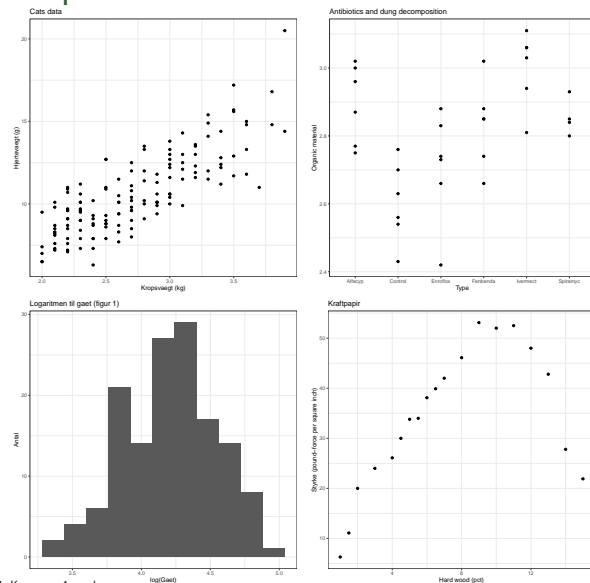 Cats data
Hjertevaegt (g)
20
15
10
2.0 2.5 3.0 3.5
Kropsvaegt (kg)
Antibiotics and dung decomposition
Organic material
3.0
2.8
2.6
2.4
Alfacyp Control Enroflox Fenbenda Ivermect Spiramyc
Type
Logaritmen til gaet (figur 1)
Antal
30
20
10
0
3.5 4.0 4.5 5.0
log(Gaet)
Kraftpapir
Styrke (pound-force per square inch)
50
40
30
20
10
4 8 12
Hard wood (pct)